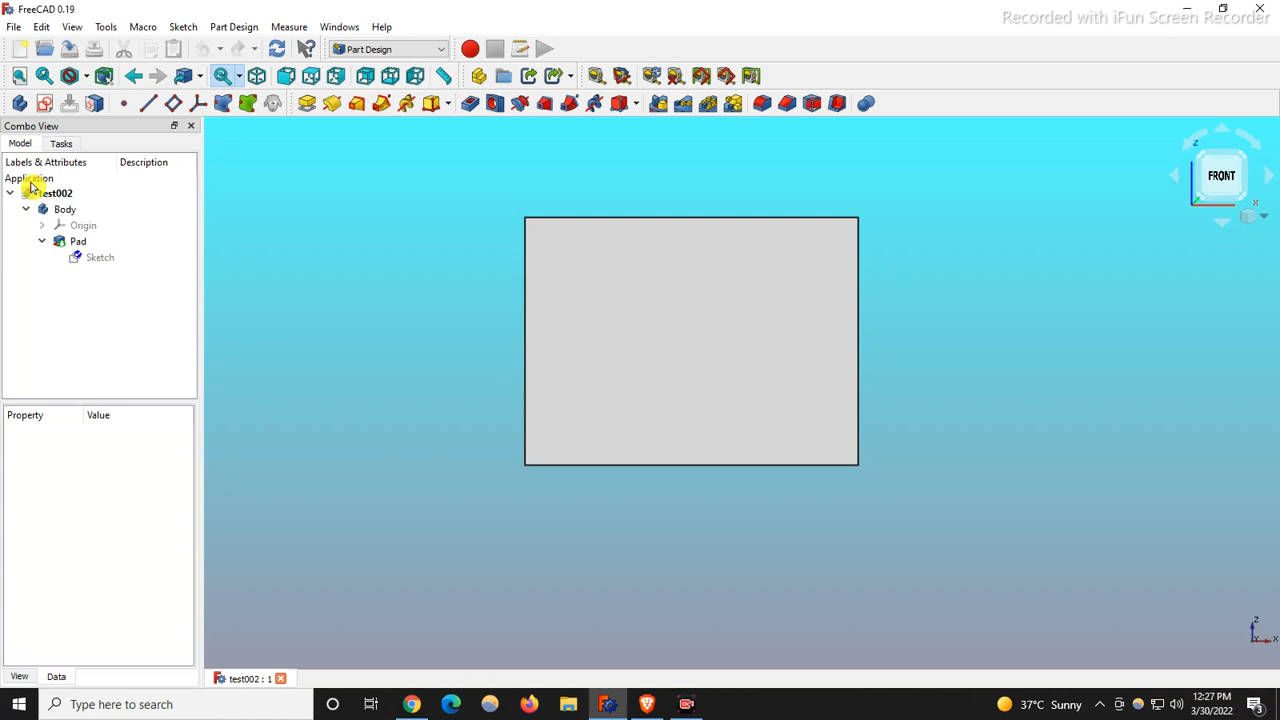 FreeCAD 0.19
Recorded with iFun Screen Recorder
File Edit View Tools Macro Sketch Part Design Measure Windows Help
Part Design
Combo View
Model Tasks
Labels & Attributes Description
Application
test002
Body
Origin
Pad
Sketch
FRONT
Z
X
Property Value
Z
Y
X
View Data
test002 : 1
Type here to search
37°C Sunny
12:27 PM
3/30/2022
3